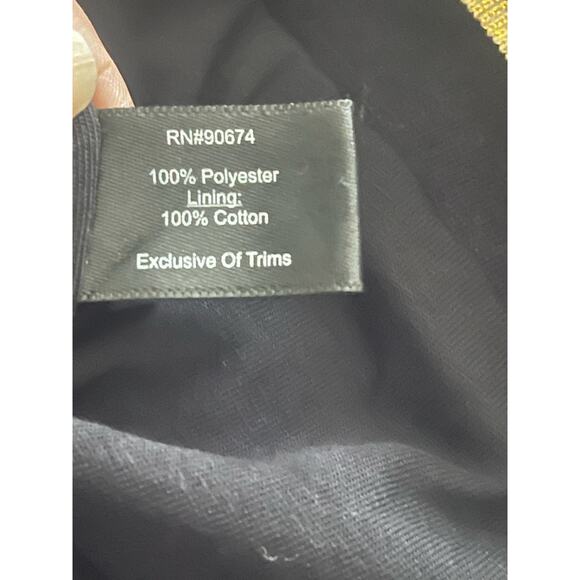 RN#90674
100% Polyester
Lining:
100% Cotton
Exclusive Of Trims